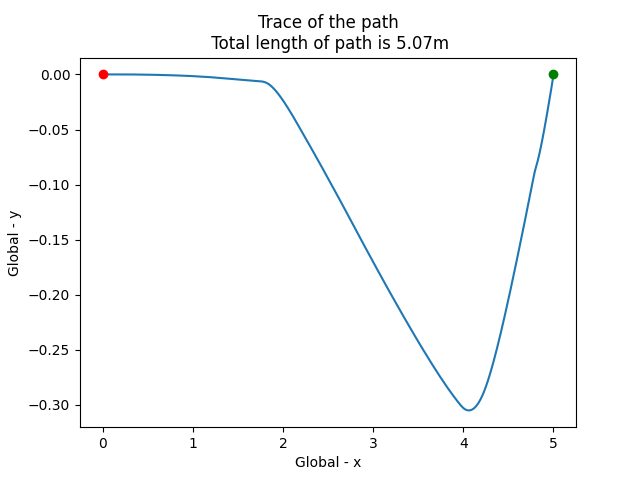 Trace of the path
Total length of path is 5.07m
0.00
−0.05
−0.10
−0.15
−0.20
−0.25
−0.30
Global - y
0 1 2 3 4 5
Global - x